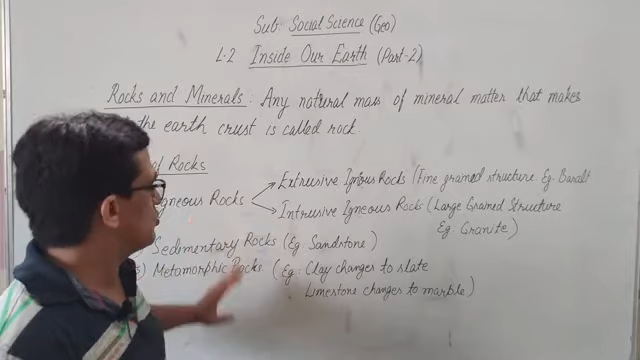 Sub: Social Science (Geo)
L-2 Inside Our Earth (Part-2)
Rocks and Minerals: Any natural mass of mineral matter that makes
the earth crust is called rock.
of Rocks
Igneous Rocks
Extrusive Ignious Rocks (Fine grained structure Eg. Basalt
Intrusive Igneous Rocks (Large Grained Structure
Eg: Granite)
Sedimentary Rocks (Eg. Sandstone)
3) Metamorphic Rocks (Eg: Clay changes to slate
Limestone changes to marble)